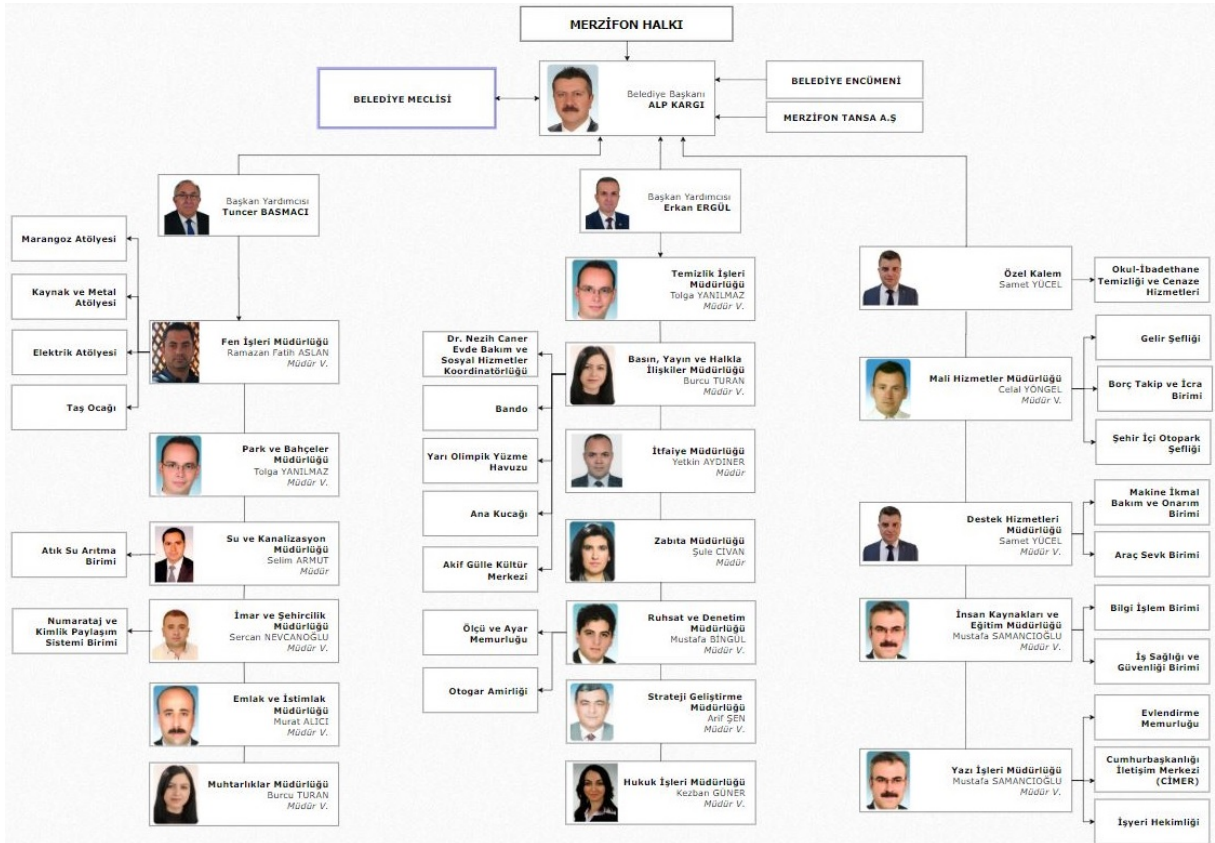 MERZİFON HALKI
BELEDİYE MECLİSİ
Belediye Başkanı
ALP KARGI
BELEDİYE ENCÜMENİ
MERZİFON TANSA A.Ş
Başkan Yardımcısı
Tuncer BASMACI
Marangoz Atölyesi
Kaynak ve Metal
Atölyesi
Elektrik Atölyesi
Taş Ocağı
Fen İşleri Müdürlüğü
Ramazan Fatih ASLAN
Müdür V.
Park ve Bahçeler
Müdürlüğü
Tolga YANILMAZ
Müdür V.
Atık Su Arıtma
Birimi
Su ve Kanalizasyon
Müdürlüğü
Selim ARMUT
Müdür
Numarataj ve
Kimlik Paylaşım
Sistemi Birimi
İmar ve Şehircilik
Müdürlüğü
Sercan NEVCANOĞLU
Müdür V.
Emlak ve İstimlak
Müdürlüğü
Murat ALICI
Müdür V.
Muhtarlıklar Müdürlüğü
Burcu TURAN
Müdür V.
Başkan Yardımcısı
Erkan ERGÜL
Temizlik İşleri
Müdürlüğü
Tolga YANILMAZ
Müdür V.
Dr. Nezih Caner
Evde Bakım ve
Sosyal Hizmetler
Koordinatörlüğü
Bando
Yarı Olimpik Yüzme
Havuzu
Ana Kucağı
Akif Gülle Kültür
Merkezi
Basın, Yayın ve Halkla
İlişkiler Müdürlüğü
Burcu TURAN
Müdür V.
İtfaiye Müdürlüğü
Yetkin AYDINER
Müdür
Zabıta Müdürlüğü
Şule CİVAN
Müdür
Ölçü ve Ayar
Memurluğu
Otogar Amirliği
Ruhsat ve Denetim
Müdürlüğü
Mustafa BİNGÜL
Müdür V.
Strateji Geliştirme
Müdürlüğü
Arif ŞEN
Müdür V.
Hukuk İşleri Müdürlüğü
Kezban GÜNER
Müdür V.
Özel Kalem
Samet YÜCEL
Okul-İbadethane
Temizliği ve Cenaze
Hizmetleri
Mali Hizmetler Müdürlüğü
Celal YÖNGEL
Müdür V.
Gelir Şefliği
Borç Takip ve İcra
Birimi
Şehir İçi Otopark
Şefliği
Destek Hizmetleri
Müdürlüğü
Samet YÜCEL
Müdür V.
Makine İkmal
Bakım ve Onarım
Birimi
Araç Sevk Birimi
İnsan Kaynakları ve
Eğitim Müdürlüğü
Mustafa SAMANCIOĞLU
Müdür V.
Bilgi İşlem Birimi
İş Sağlığı ve
Güvenliği Birimi
Yazı İşleri Müdürlüğü
Mustafa SAMANCIOĞLU
Müdür V.
Evlendirme
Memurluğu
Cumhurbaşkanlığı
İletişim Merkezi
(CİMER)
İşyeri Hekimliği